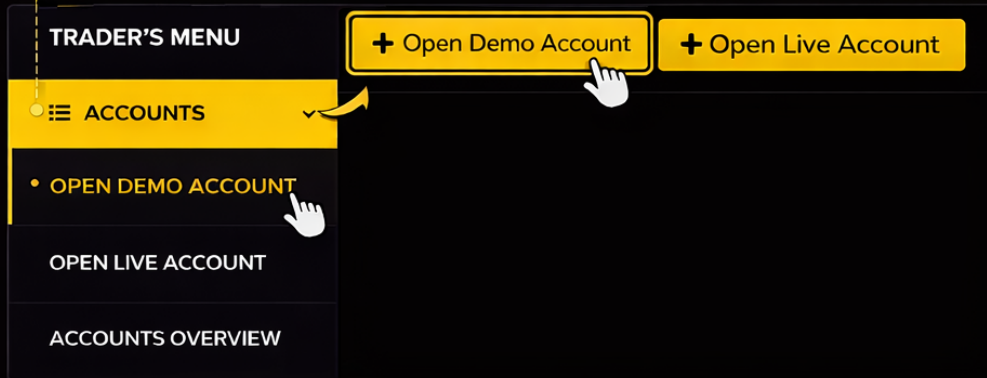 TRADER'S MENU
+ Open Demo Account
+ Open Live Account
ACCOUNTS
OPEN DEMO ACCOUNT
OPEN LIVE ACCOUNT
ACCOUNTS OVERVIEW